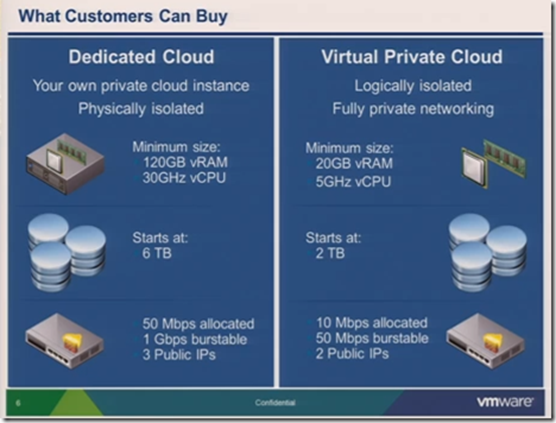 What Customers Can Buy
Dedicated Cloud
Your own private cloud instance
Physically isolated
Minimum size:
120GB vRAM
30GHz vCPU
Starts at:
6 TB
50 Mbps allocated
1 Gbps burstable
3 Public IPs
Virtual Private Cloud
Logically isolated
Fully private networking
Minimum size:
20GB vRAM
5GHz vCPU
Starts at:
2 TB
10 Mbps allocated
50 Mbps burstable
2 Public IPs
6
Confidential
vmware